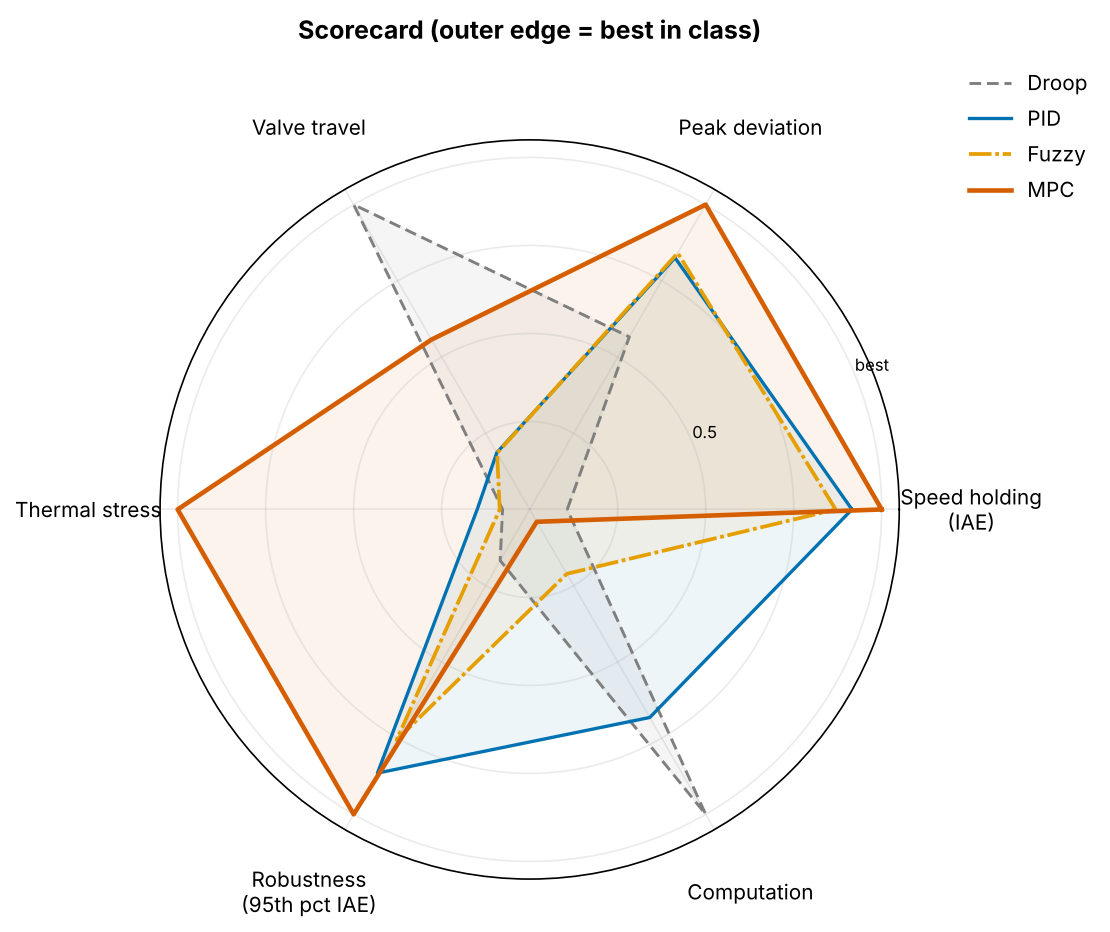 Scorecard (outer edge = best in class)
Droop
PID
Fuzzy
MPC
Valve travel
Peak deviation
best
0.5
Thermal stress
Speed holding
(IAE)
Robustness
(95th pct IAE)
Computation